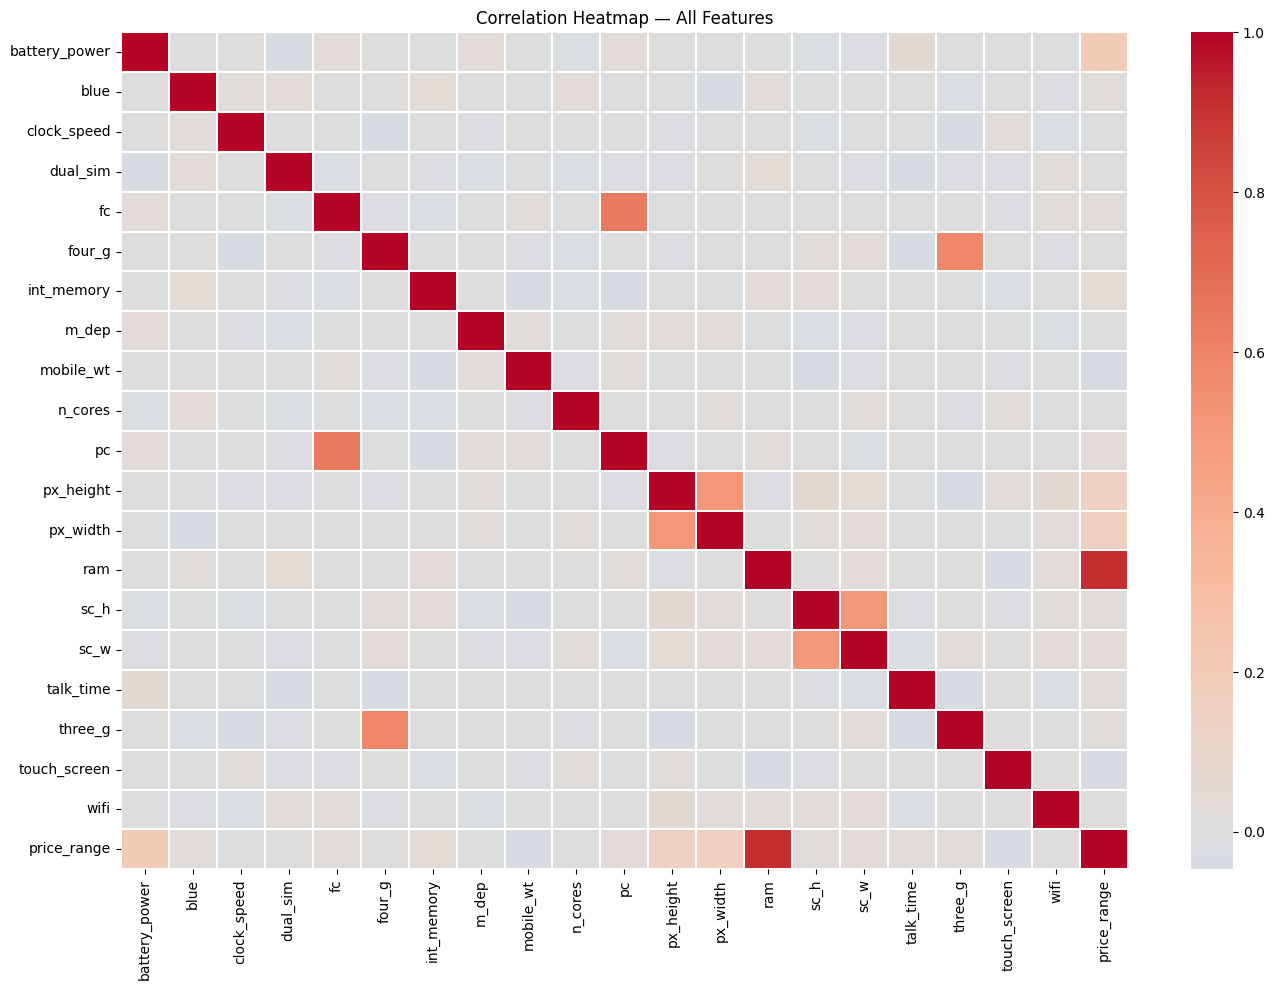 Correlation Heatmap — All Features
battery_power
blue
clock_speed
dual_sim
fc
four_g
int_memory
m_dep
mobile_wt
n_cores
pc
px_height
px_width
ram
sc_h
sc_w
talk_time
three_g
touch_screen
wifi
price_range
battery_power
blue
clock_speed
dual_sim
fc
four_g
int_memory
m_dep
mobile_wt
n_cores
pc
px_height
px_width
ram
sc_h
sc_w
talk_time
three_g
touch_screen
wifi
price_range
1.0
0.8
0.6
0.4
0.2
0.0